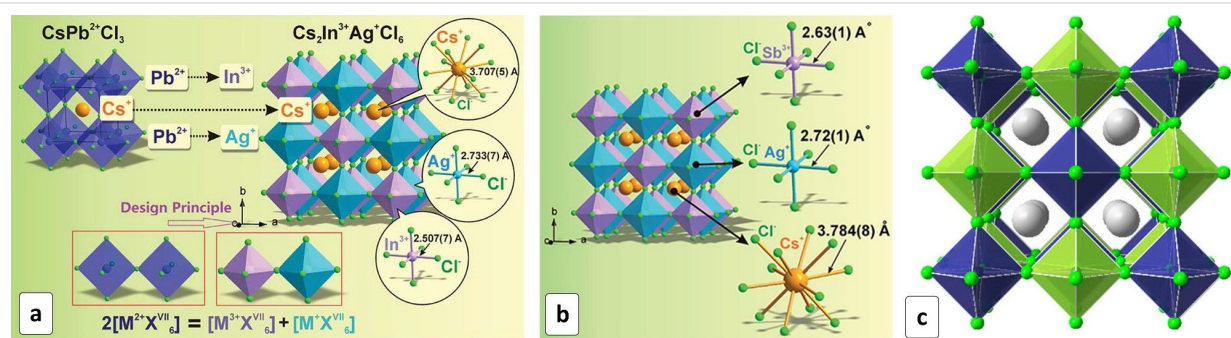 CsPb²⁺Cl₃
Cs₂In³⁺Ag⁺Cl₆
Pb²⁺
In³⁺
Cs⁺
Cs⁺
Pb²⁺
Ag⁺
Cs⁺
3.707(5) A
Cl⁻
Ag⁺
2.733(7) A
Cl⁻
In³⁺
2.507(7) A
Cl⁻
Design Principle
b
c
a
2[M²⁺Xⱽᴵᴵ₆] = [M³⁺Xⱽᴵᴵ₆] + [M⁺Xⱽᴵᴵ₆]
a
Cl⁻
Sb³⁺
2.63(1) A°
Cl⁻
Ag⁺
2.72(1) A°
Cl⁻
Cs⁺
3.784(8) Å
b
c
a
b
c